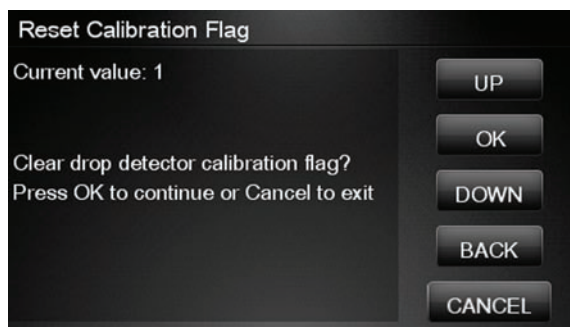 Reset Calibration Flag
Current value: 1
Clear drop detector calibration flag?
Press OK to continue or Cancel to exit
UP
OK
DOWN
BACK
CANCEL